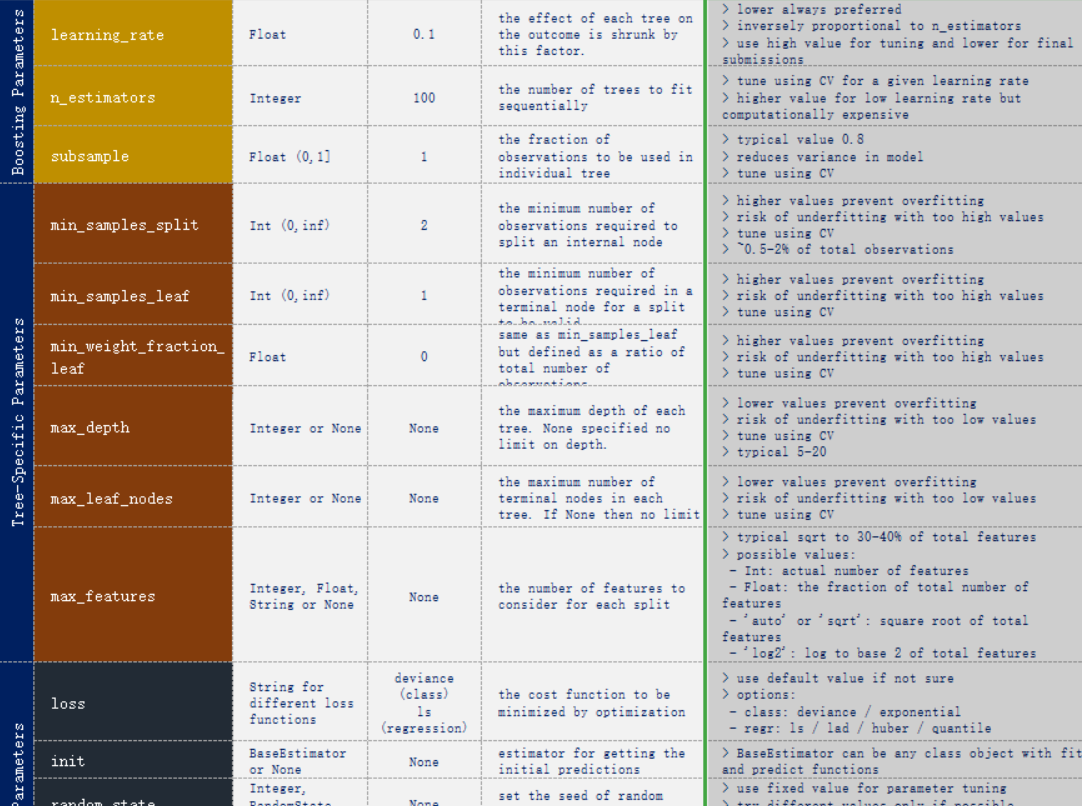 Boosting Parameters
learning_rate
Float
0.1
the effect of each tree on
the outcome is shrunk by
this factor.
> lower always preferred
> inversely proportional to n_estimators
> use high value for tuning and lower for final
submissions
n_estimators
Integer
100
the number of trees to fit
sequentially
> tune using CV for a given learning rate
> higher value for low learning rate but
computationally expensive
subsample
Float (0,1]
1
the fraction of
observations to be used in
individual tree
> typical value 0.8
> reduces variance in model
> tune using CV
Tree-Specific Parameters
min_samples_split
Int (0,inf)
2
the minimum number of
observations required to
split an internal node
> higher values prevent overfitting
> risk of underfitting with too high values
> tune using CV
> ~0.5-2% of total observations
min_samples_leaf
Int (0,inf)
1
the minimum number of
observations required in a
terminal node for a split
to be valid
> higher values prevent overfitting
> risk of underfitting with too high values
> tune using CV
min_weight_fraction_
leaf
Float
0
same as min_samples_leaf
but defined as a ratio of
total number of
observations
> higher values prevent overfitting
> risk of underfitting with too high values
> tune using CV
max_depth
Integer or None
None
the maximum depth of each
tree. None specified no
limit on depth.
> lower values prevent overfitting
> risk of underfitting with too low values
> tune using CV
> typical 5-20
max_leaf_nodes
Integer or None
None
the maximum number of
terminal nodes in each
tree. If None then no limit
> lower values prevent overfitting
> risk of underfitting with too low values
> tune using CV
max_features
Integer, Float,
String or None
None
the number of features to
consider for each split
> typical sqrt to 30-40% of total features
> possible values:
- Int: actual number of features
- Float: the fraction of total number of
features
- 'auto' or 'sqrt': square root of total
features
- 'log2': log to base 2 of total features
Parameters
loss
String for
different loss
functions
deviance
(class)
ls
(regression)
the cost function to be
minimized by optimization
> use default value if not sure
> options:
- class: deviance / exponential
- regr: ls / lad / huber / quantile
init
BaseEstimator
or None
None
estimator for getting the
initial predictions
> BaseEstimator can be any class object with fit
and predict functions
random_state
Integer,
RandomState
None
set the seed of random
> use fixed value for parameter tuning
> try different values only if possible